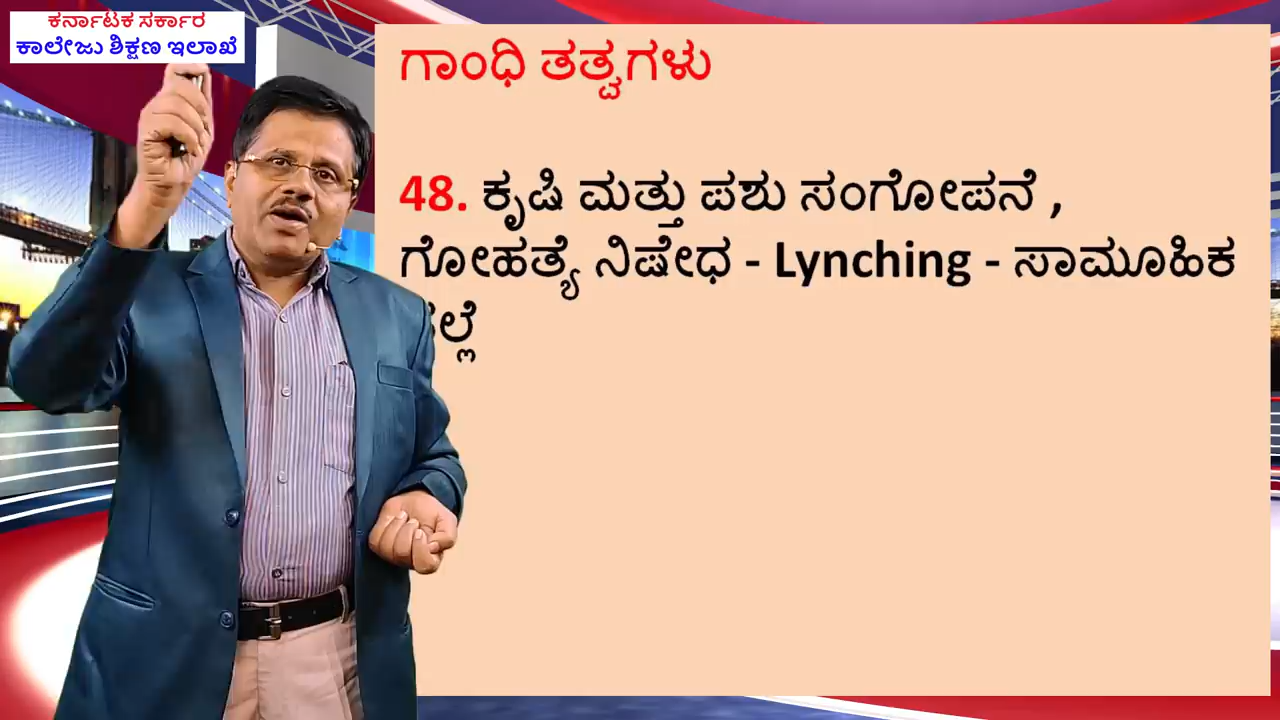 ಕರ್ನಾಟಕ ಸರ್ಕಾರ
ಕಾಲೇಜು ಶಿಕ್ಷಣ ಇಲಾಖೆ
ಗಾಂಧಿ ತತ್ವಗಳು
48. ಕೃಷಿ ಮತ್ತು ಪಶು ಸಂಗೋಪನೆ ,
ಗೋಹತ್ಯೆ ನಿಷೇಧ - Lynching - ಸಾಮೂಹಿಕ